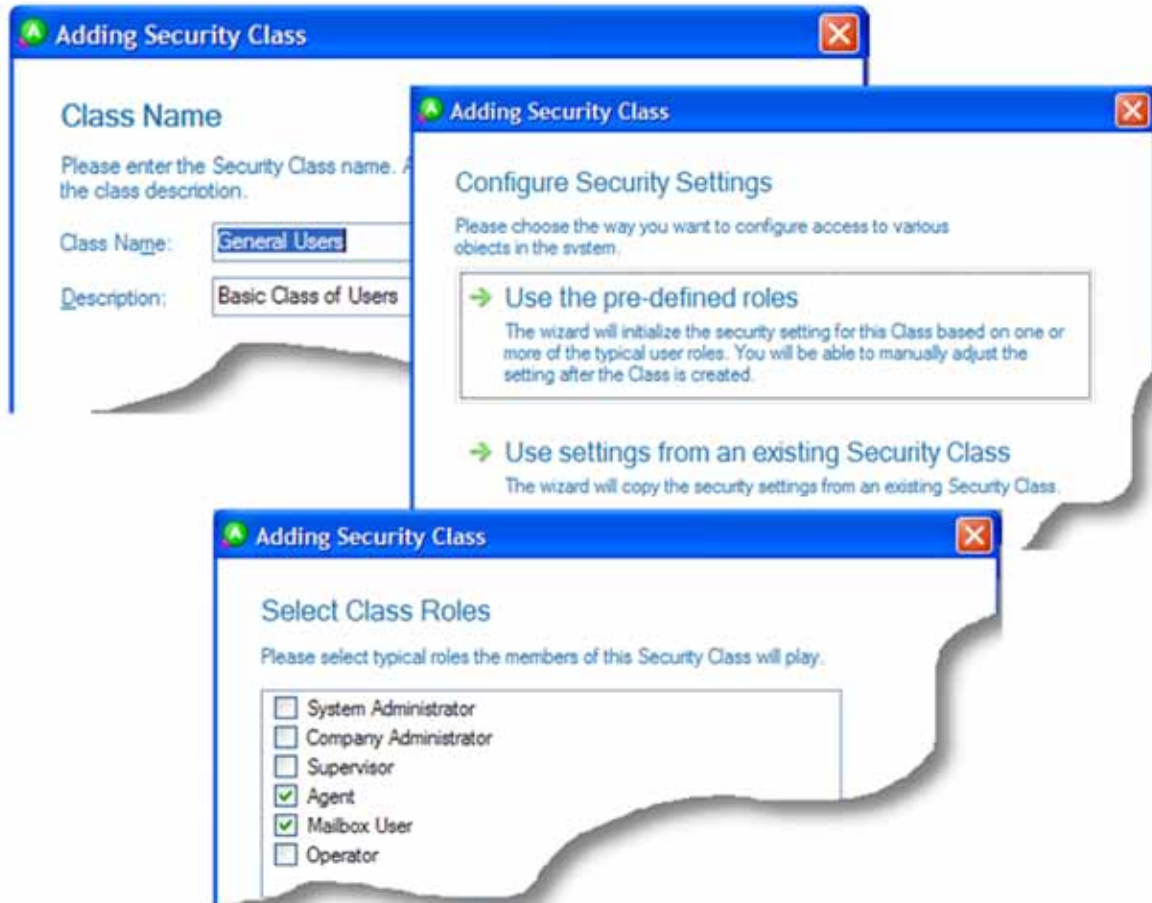 Adding Security Class
Class Name
Please enter the Security Class name. A
the class description.
Class Name:
General Users
Description:
Basic Class of Users
Adding Security Class
Configure Security Settings
Please choose the way you want to configure access to various
objects in the system.
Use the pre-defined roles
The wizard will initialize the security setting for this Class based on one or
more of the typical user roles. You will be able to manually adjust the
setting after the Class is created.
Use settings from an existing Security Class
The wizard will copy the security settings from an existing Security Class.
Adding Security Class
Select Class Roles
Please select typical roles the members of this Security Class will play.
System Administrator
Company Administrator
Supervisor
Agent
Mailbox User
Operator